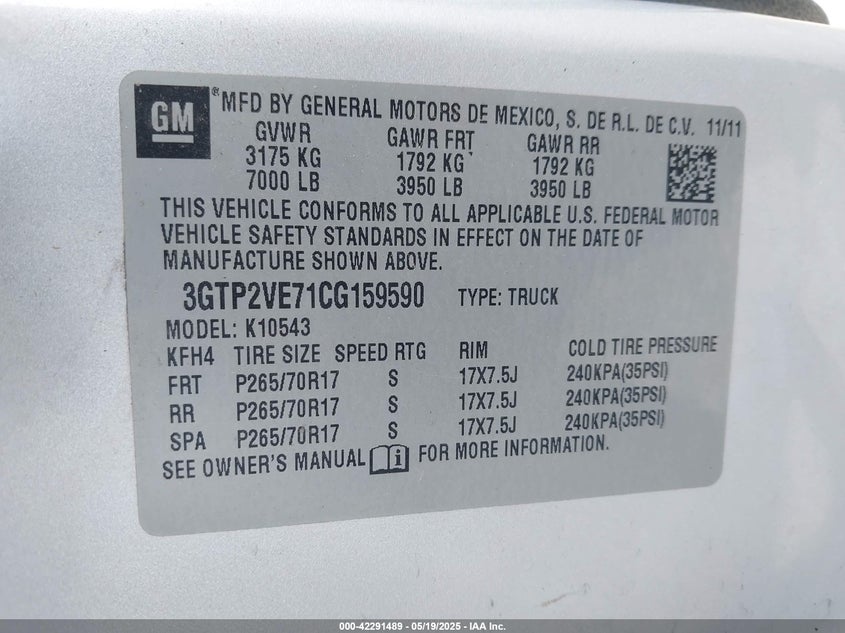 GM ® MFD BY GENERAL MOTORS DE MEXICO, S. DE R.L. DE C.V. 11/11
GVWR GAWR FRT GAWR RR
3175 KG 1792 KG 1792 KG
7000 LB 3950 LB 3950 LB
THIS VEHICLE CONFORMS TO ALL APPLICABLE U.S. FEDERAL MOTOR
VEHICLE SAFETY STANDARDS IN EFFECT ON THE DATE OF
MANUFACTURE SHOWN ABOVE.
3GTP2VE71CG159590 TYPE: TRUCK
MODEL: K10543
KFH4 TIRE SIZE SPEED RTG RIM COLD TIRE PRESSURE
FRT P265/70R17 S 17X7.5J 240KPA(35PSI)
RR P265/70R17 S 17X7.5J 240KPA(35PSI)
SPA P265/70R17 S 17X7.5J 240KPA(35PSI)
SEE OWNER'S MANUAL i FOR MORE INFORMATION.
000-42291489 - 05/19/2025 - IAA Inc.